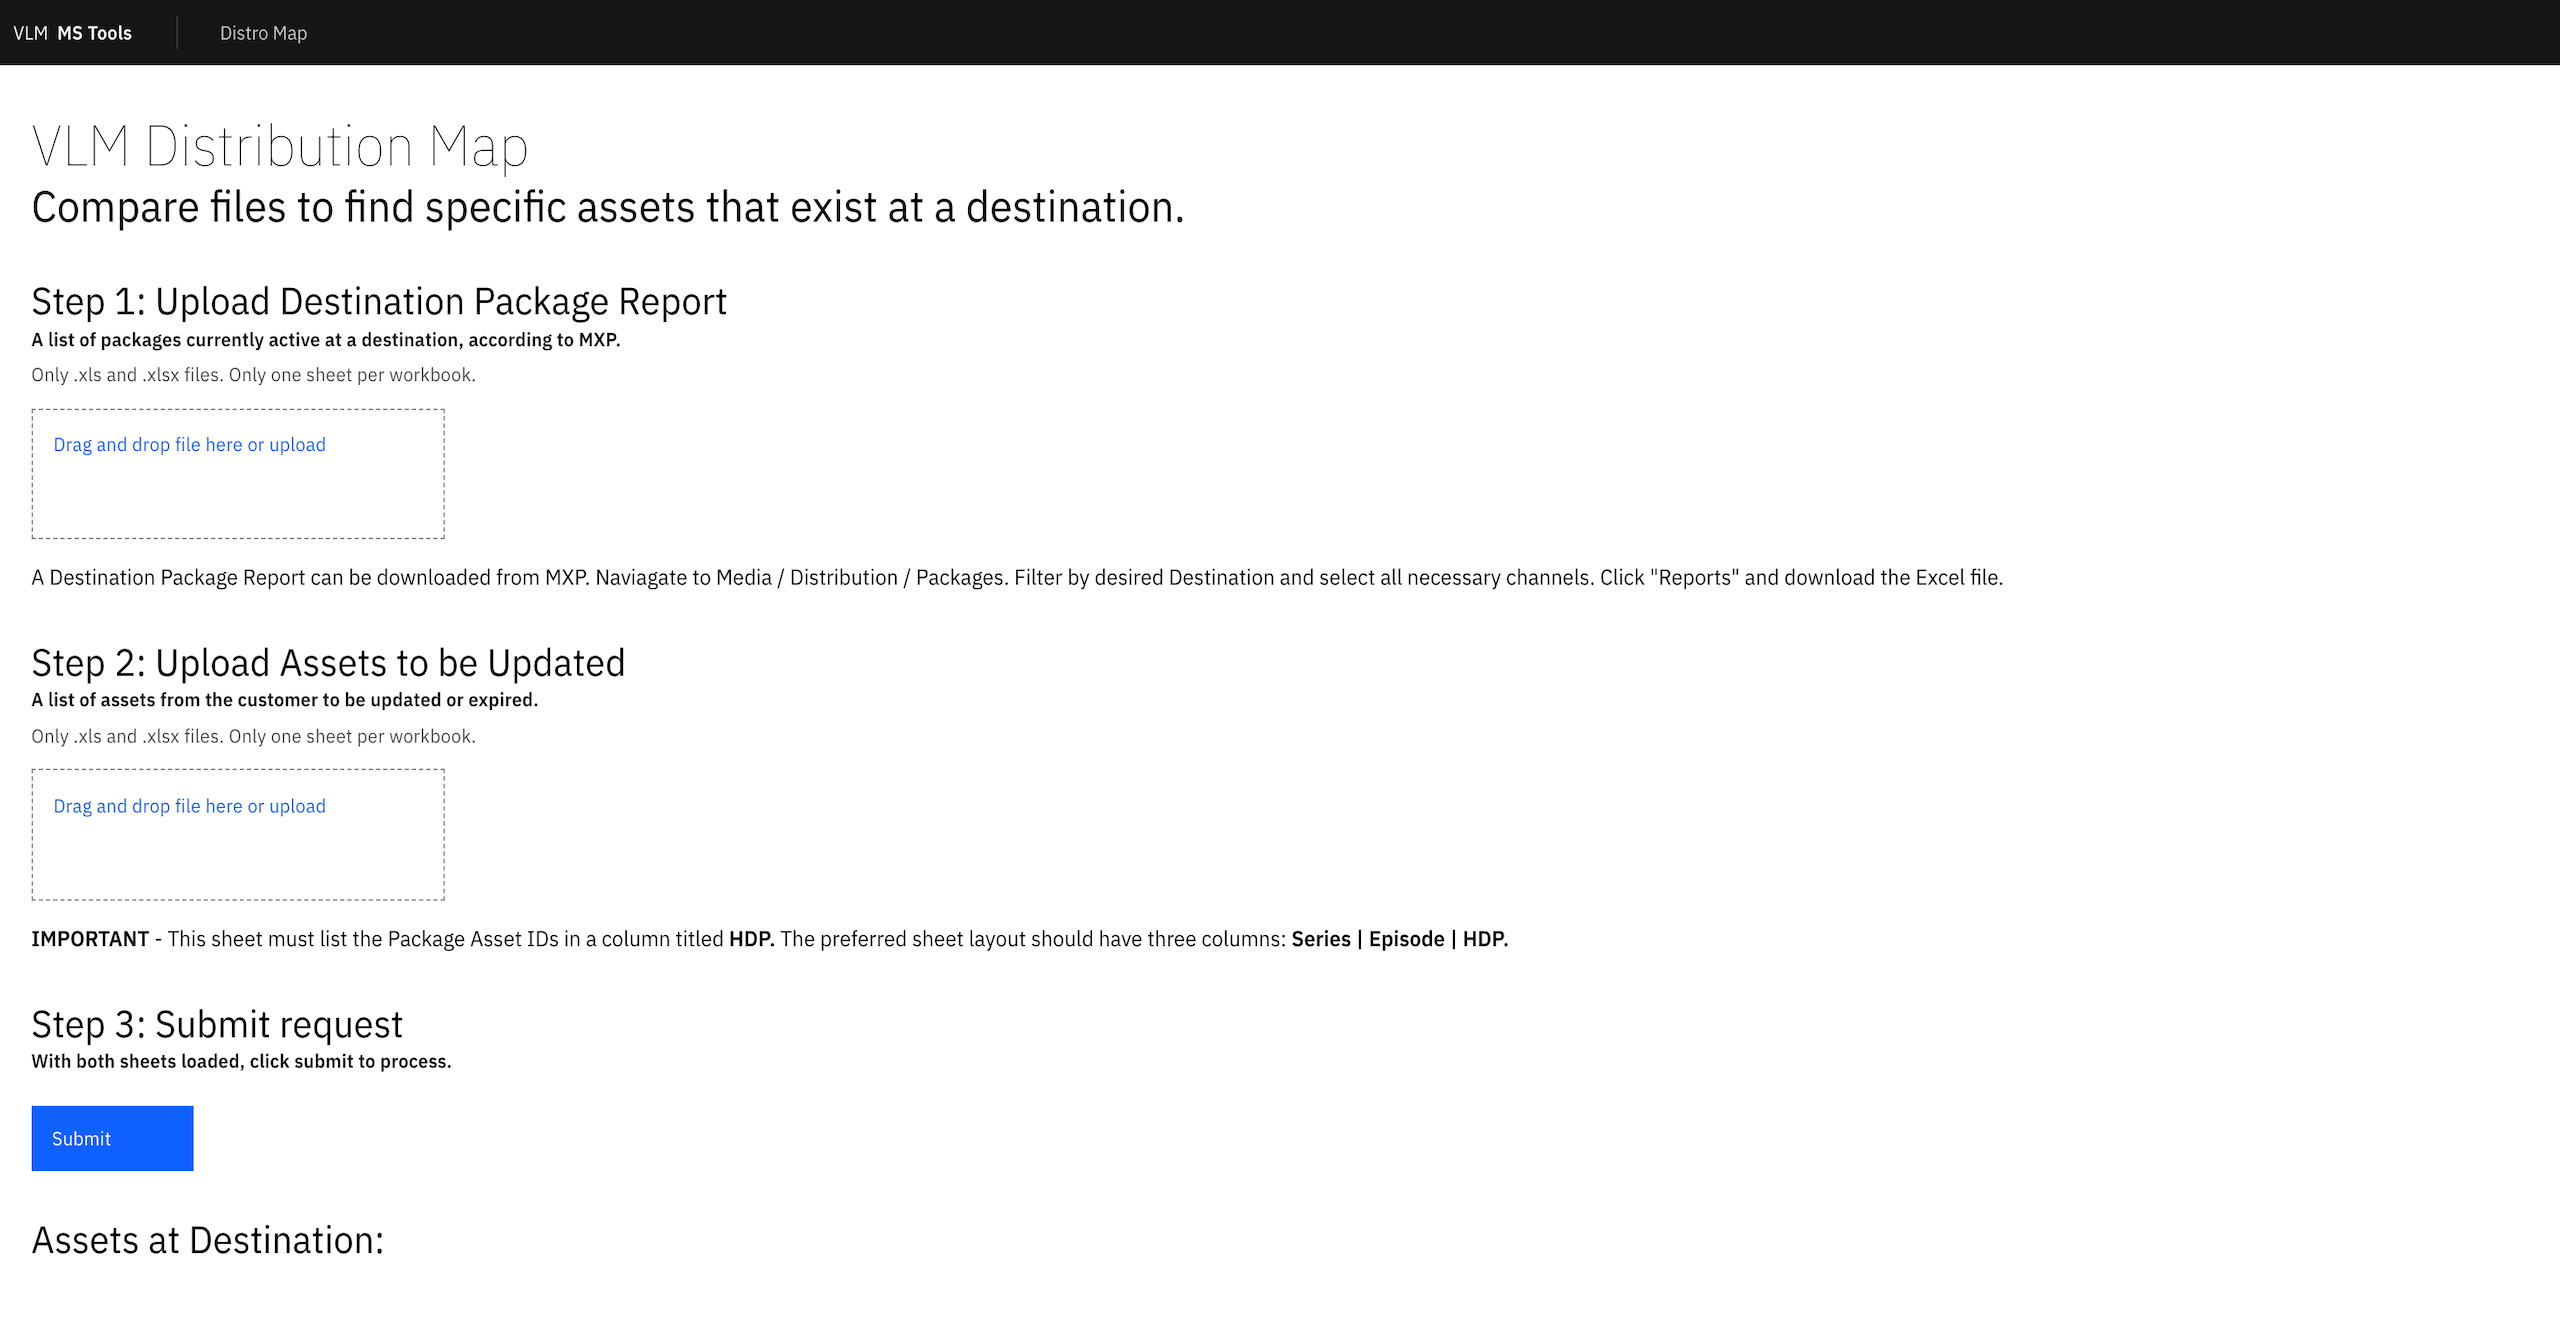 VLM MS Tools Distro Map
VLM Distribution Map
Compare files to find specific assets that exist at a destination.
Step 1: Upload Destination Package Report
A list of packages currently active at a destination, according to MXP.
Only .xls and .xlsx files. Only one sheet per workbook.
Drag and drop file here or upload
A Destination Package Report can be downloaded from MXP. Naviagate to Media / Distribution / Packages. Filter by desired Destination and select all necessary channels. Click "Reports" and download the Excel file.
Step 2: Upload Assets to be Updated
A list of assets from the customer to be updated or expired.
Only .xls and .xlsx files. Only one sheet per workbook.
Drag and drop file here or upload
IMPORTANT - This sheet must list the Package Asset IDs in a column titled HDP. The preferred sheet layout should have three columns: Series | Episode | HDP.
Step 3: Submit request
With both sheets loaded, click submit to process.
Submit
Assets at Destination: